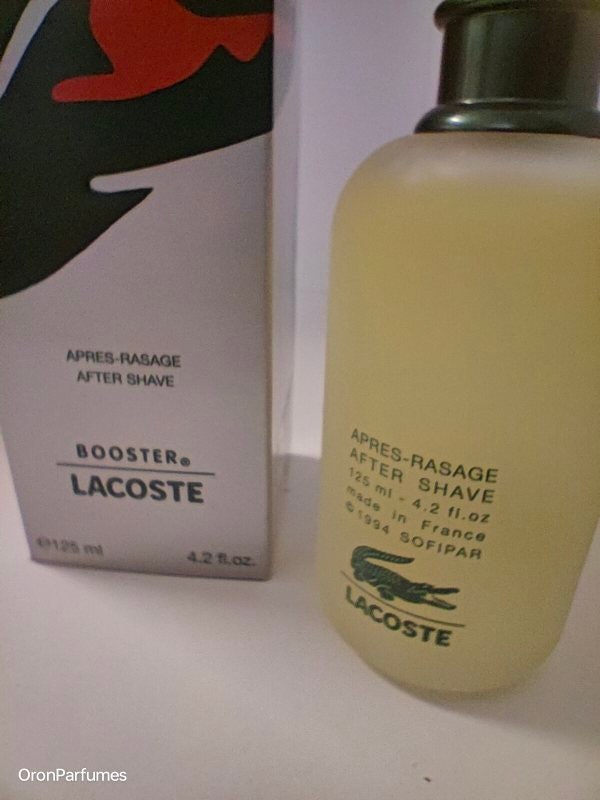 APRES-RASAGE
AFTER SHAVE
BOOSTER®
LACOSTE
℮125 ml 4.2 fl.oz.
APRES-RASAGE
AFTER SHAVE
125 ml - 4.2 fl.oz
made in France
©1994 SOFIPAR
LACOSTE
OronParfumes